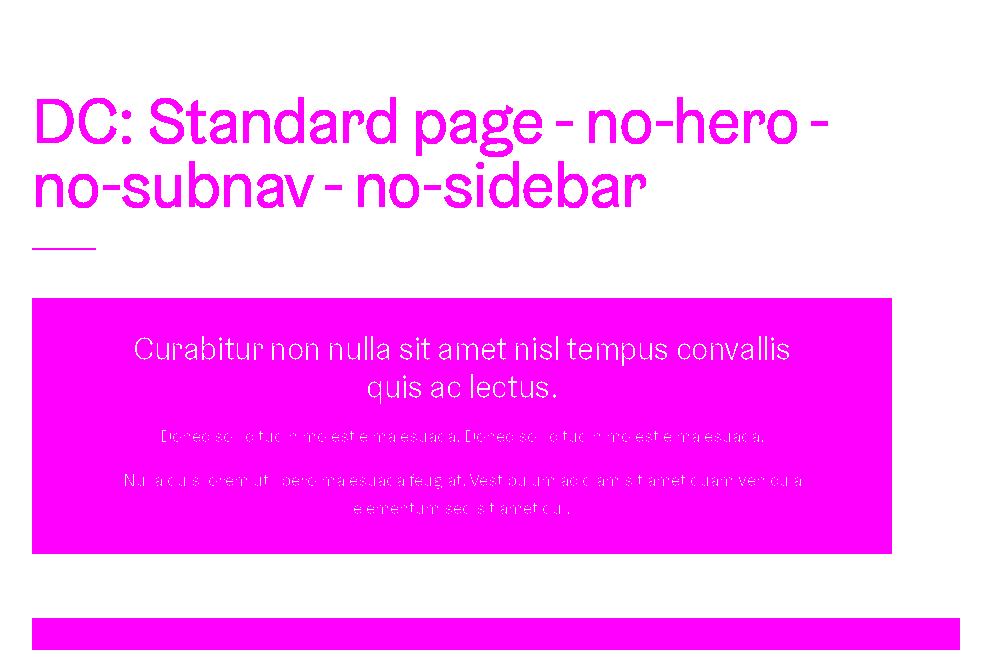 DC: Standard page - no-hero -
no-subnav - no-sidebar
Curabitur non nulla sit amet nisl tempus convallis
quis ac lectus.
Donec sollicitudin molestie malesuada. Donec sollicitudin molestie malesuada.
Nulla quis lorem ut libero malesuada feugiat. Vestibulum ac diam sit amet quam vehicula
elementum sed sit amet dui.